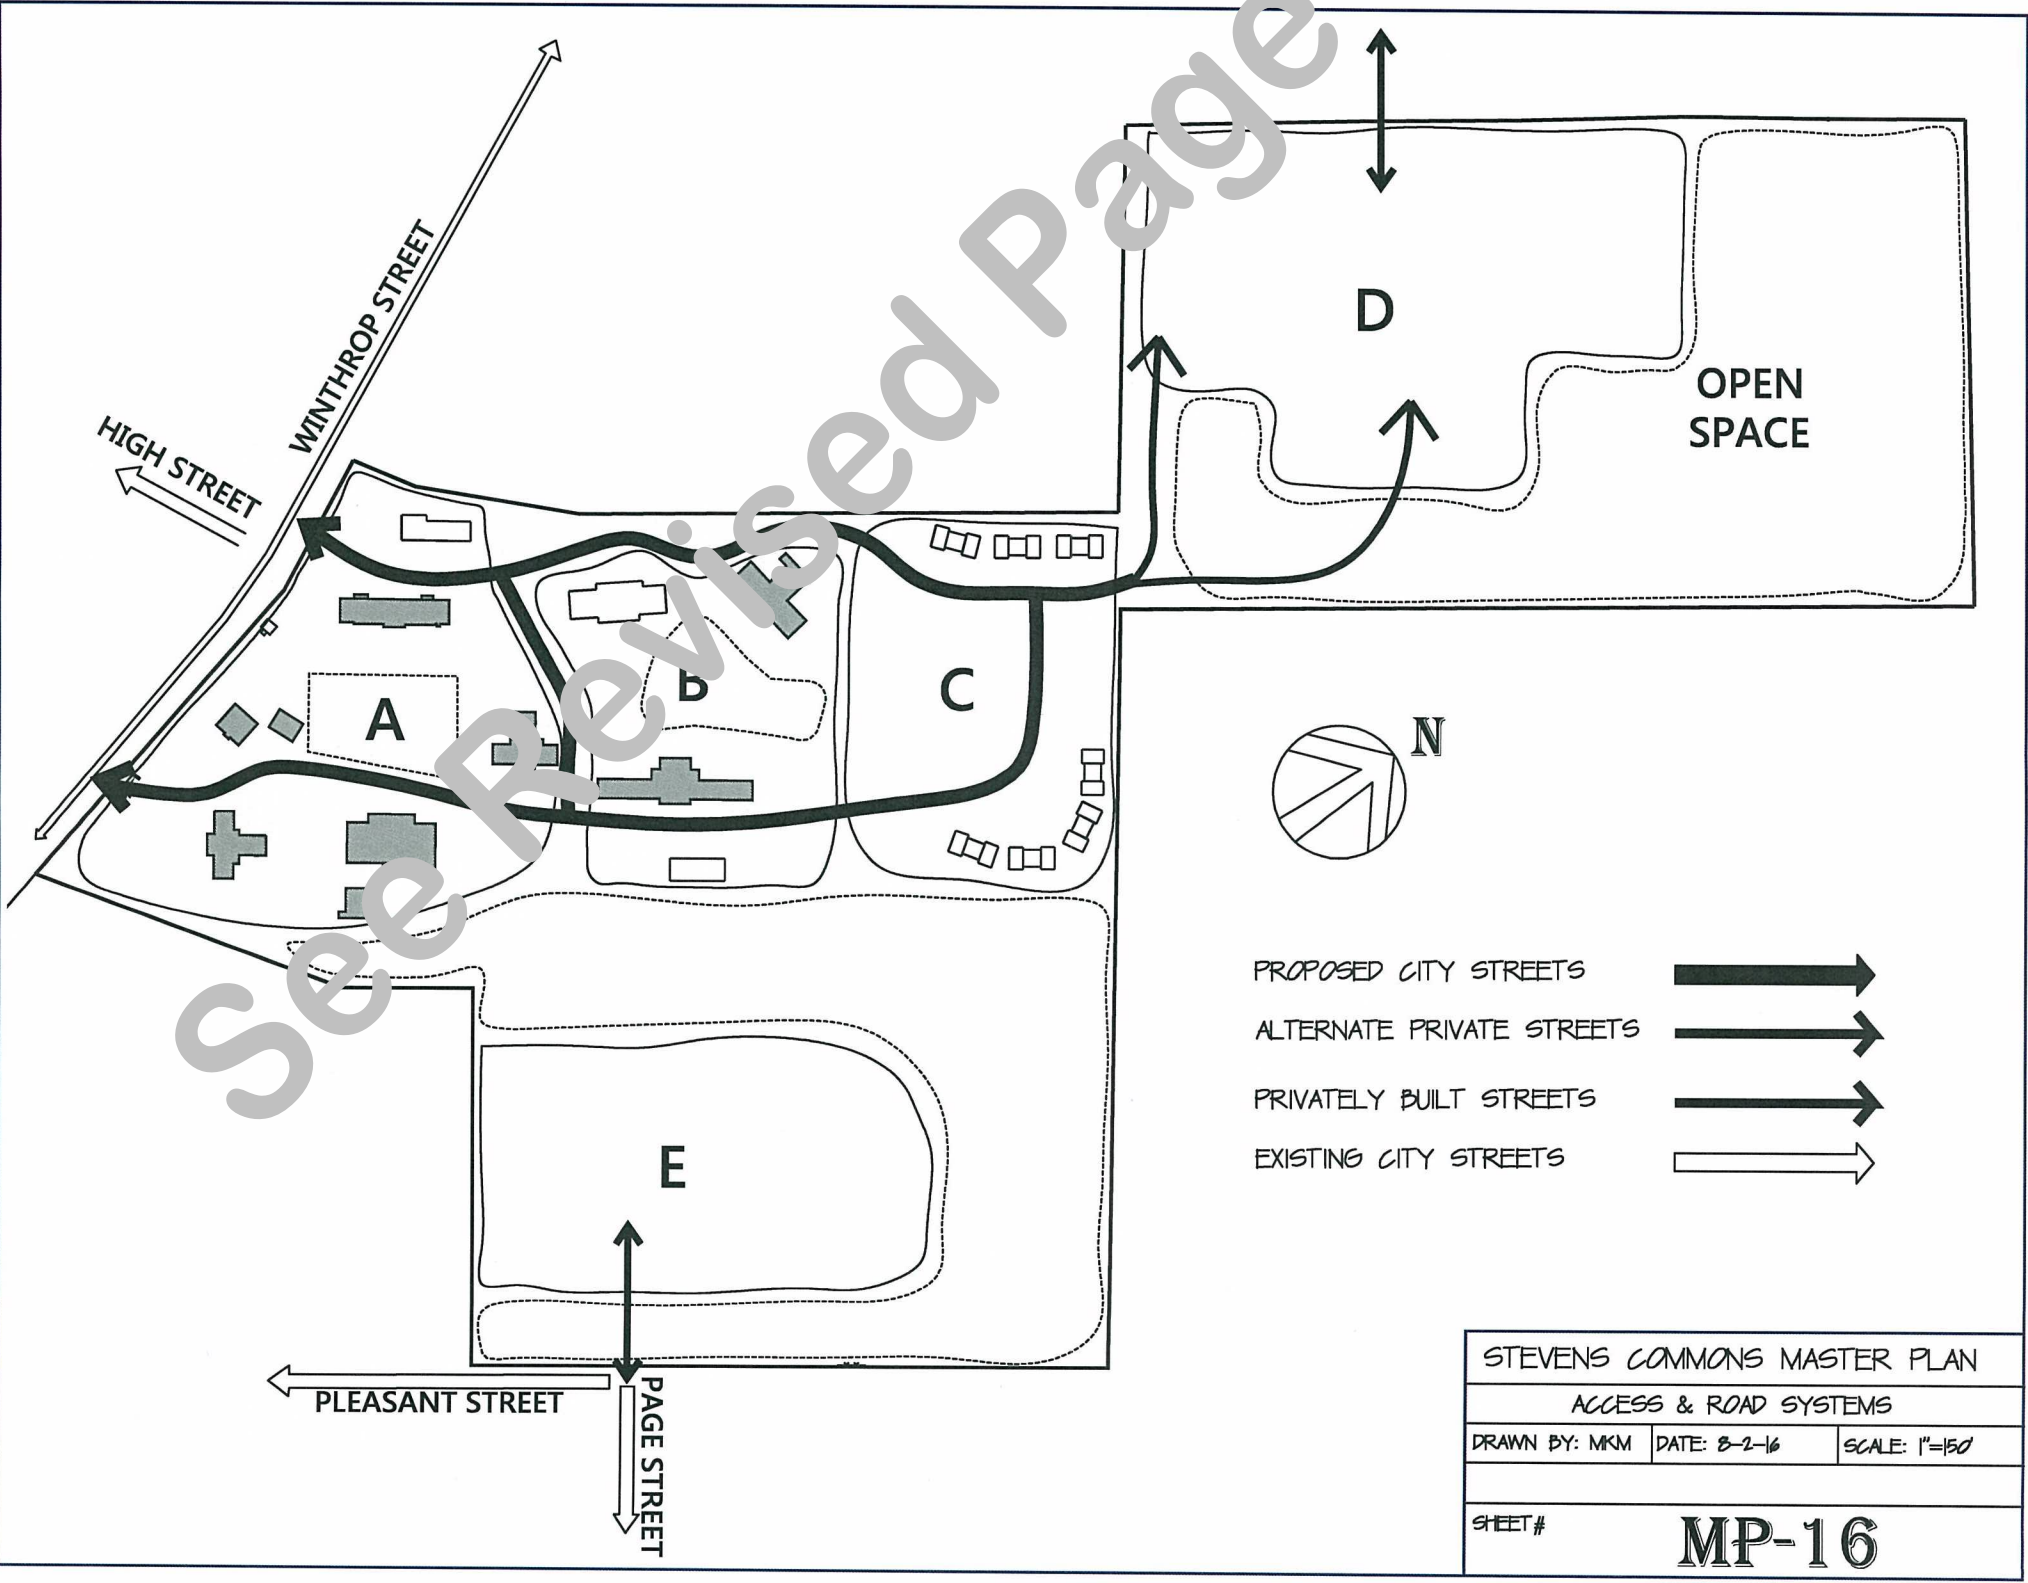 See Revised Page
WINTHROP STREET
HIGH STREET
D
OPEN
SPACE
A
B
C
N
E
PROPOSED CITY STREETS
ALTERNATE PRIVATE STREETS
PRIVATELY BUILT STREETS
EXISTING CITY STREETS
PLEASANT STREET
PAGE STREET
STEVENS COMMONS MASTER PLAN
ACCESS & ROAD SYSTEMS
DRAWN BY: MKM
DATE: 8-2-16
SCALE: 1"=150'
SHEET #
MP-16